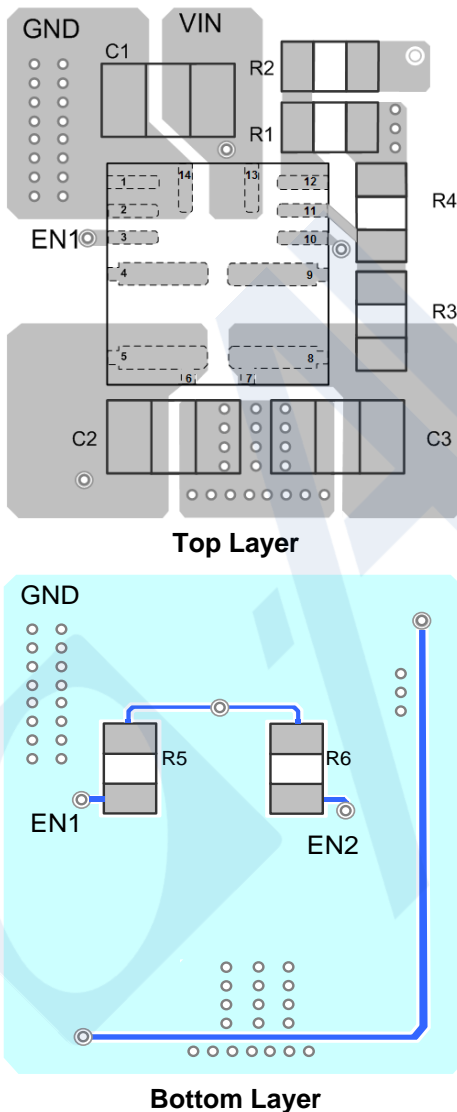 GND
VIN
C1
R2
R1
14
13
1
12
2
11
R4
EN1
3
10
4
9
R3
5
8
6
7
C2
C3
Top Layer
GND
R5
R6
EN1
EN2
Bottom Layer